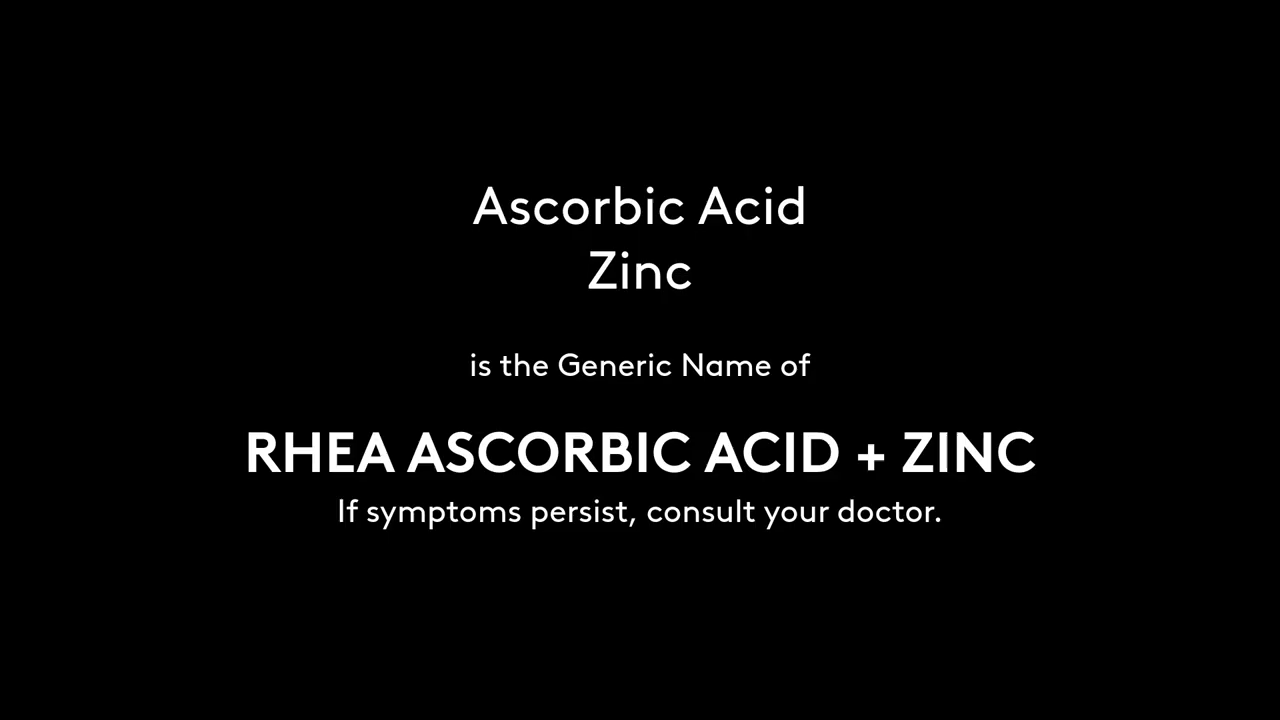 Ascorbic Acid
Zinc
is the Generic Name of
RHEA ASCORBIC ACID + ZINC
If symptoms persist, consult your doctor.